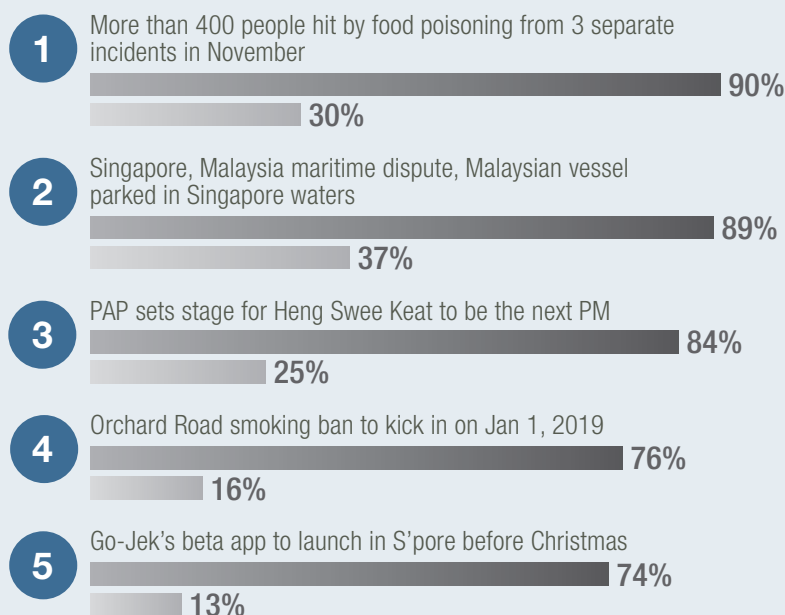 1
More than 400 people hit by food poisoning from 3 separate
incidents in November
90%
30%
2
Singapore, Malaysia maritime dispute, Malaysian vessel
parked in Singapore waters
89%
37%
3
PAP sets stage for Heng Swee Keat to be the next PM
84%
25%
4
Orchard Road smoking ban to kick in on Jan 1, 2019
76%
16%
5
Go-Jek's beta app to launch in S'pore before Christmas
74%
13%